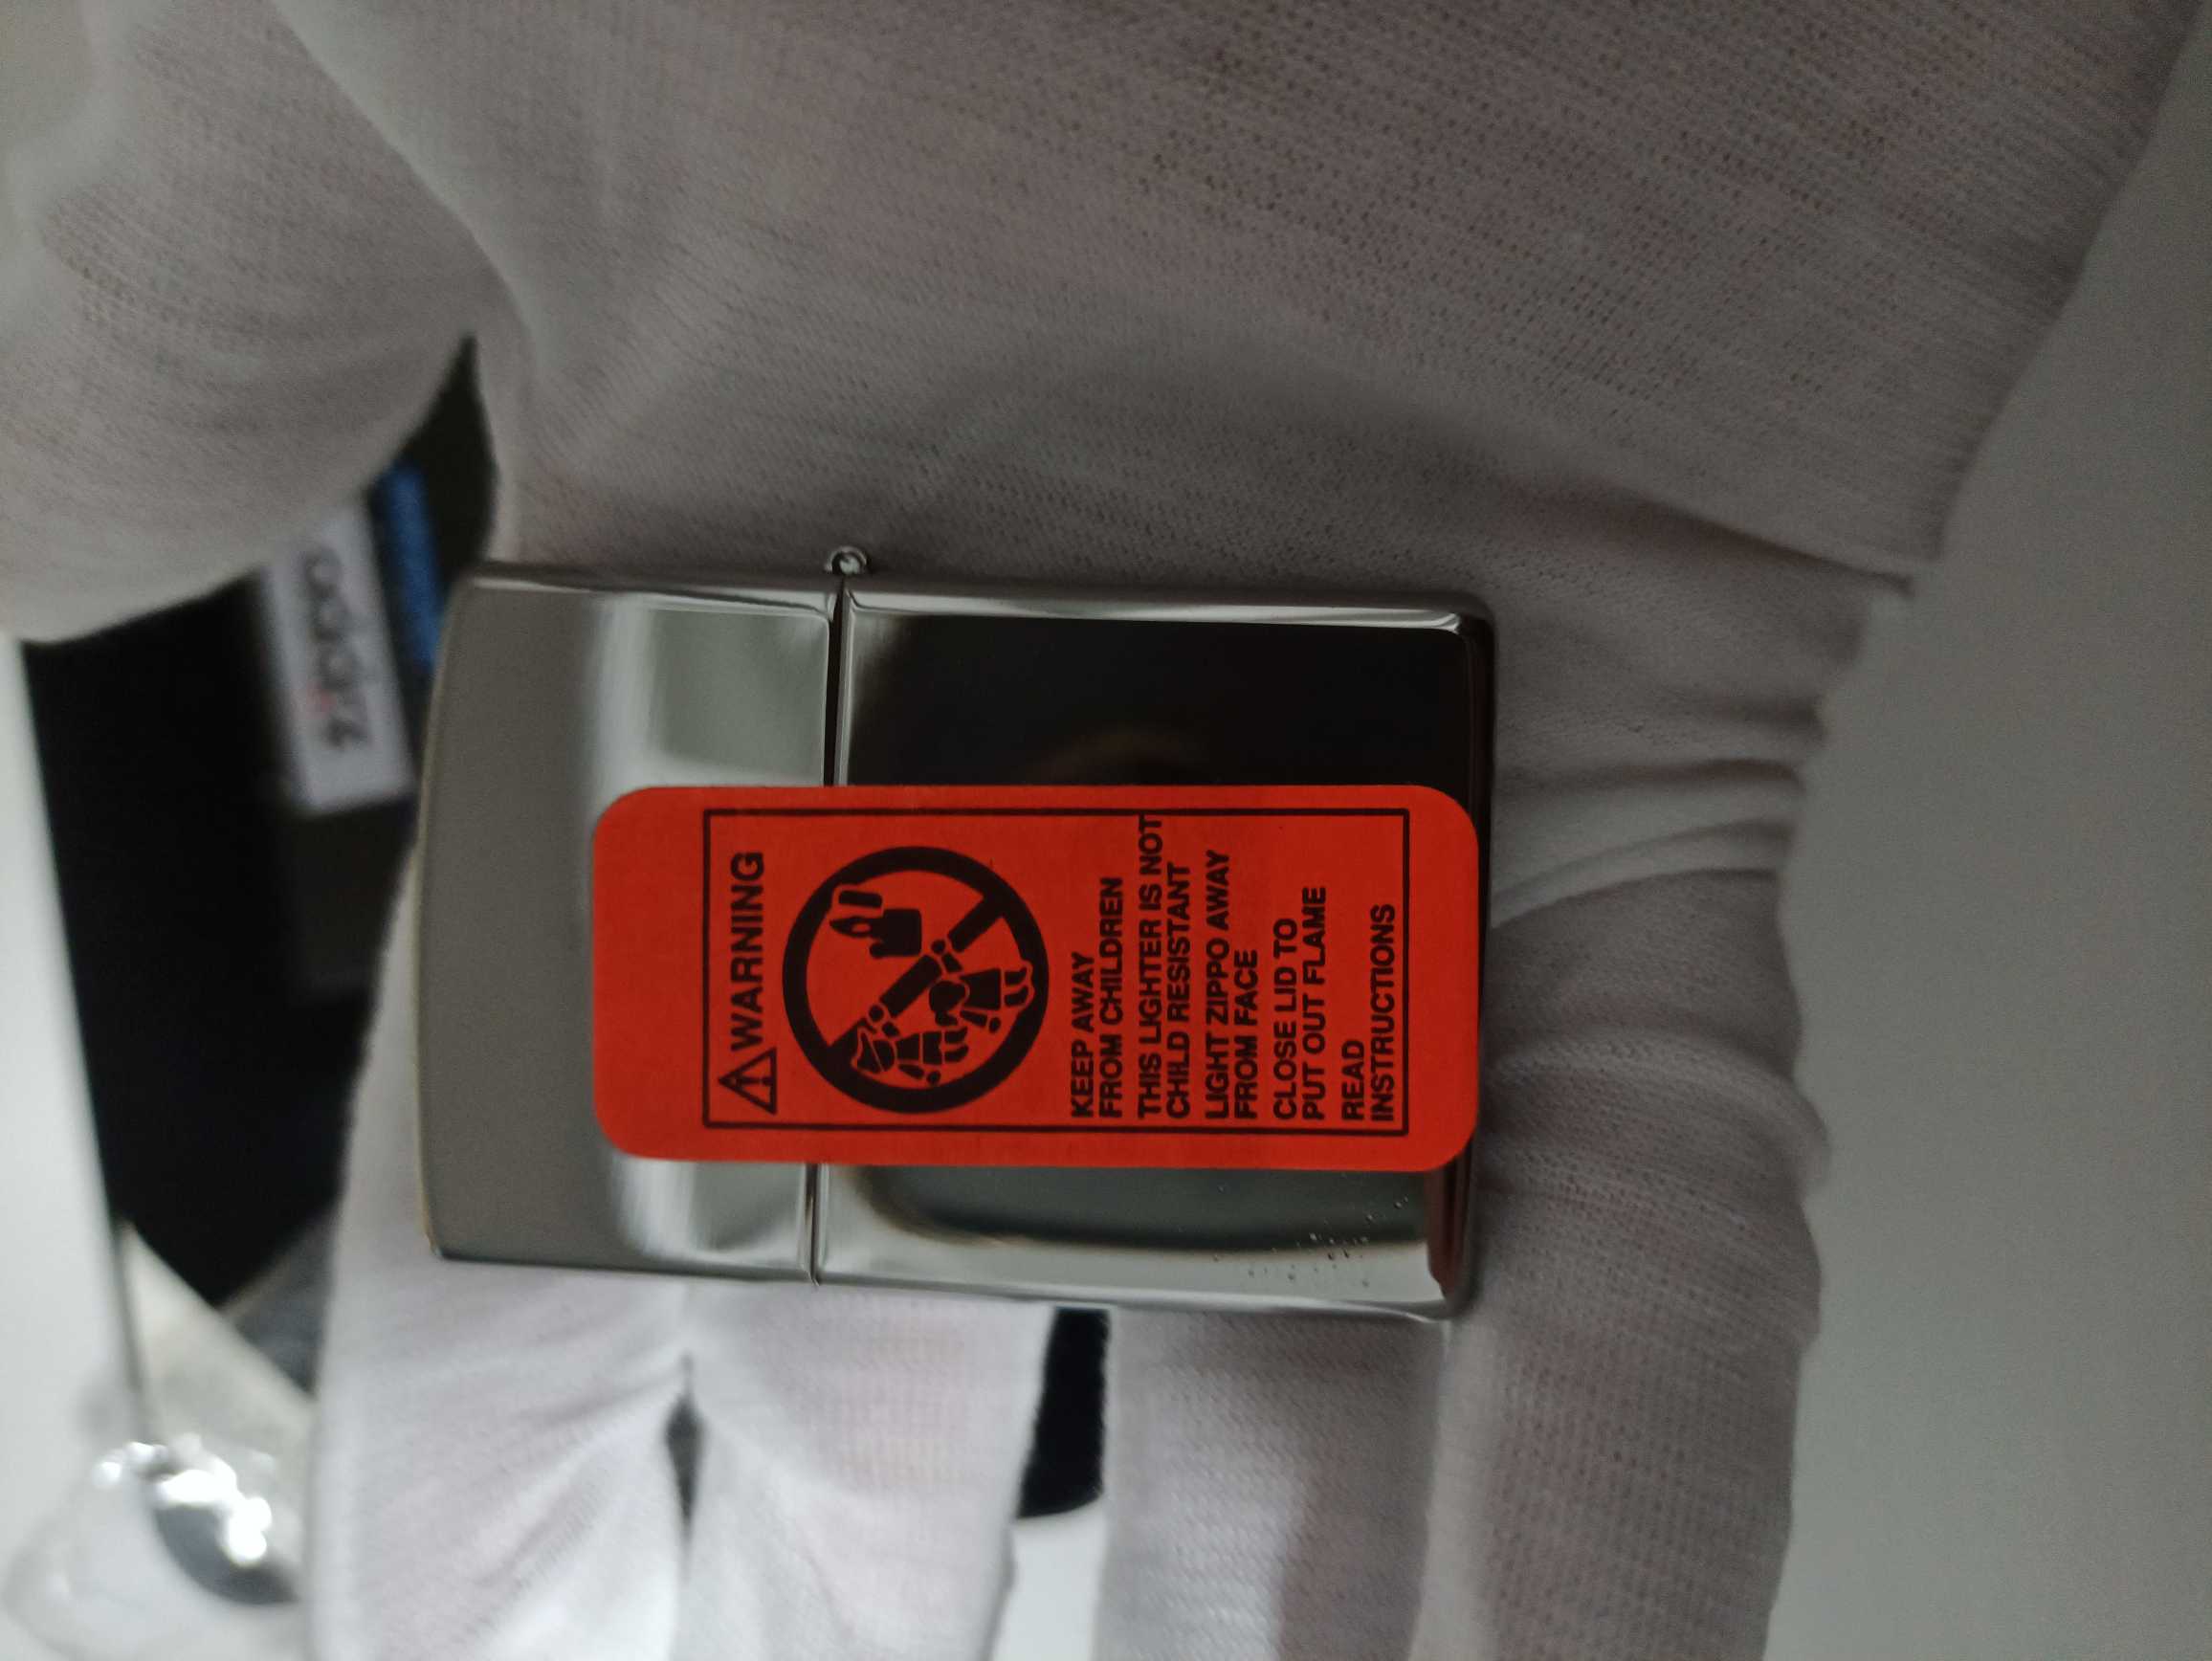 WARNING
KEEP AWAY
FROM CHILDREN
THIS LIGHTER IS NOT
CHILD RESISTANT
LIGHT ZIPPO AWAY
FROM FACE
CLOSE LID TO
PUT OUT FLAME
READ
INSTRUCTIONS
zippo